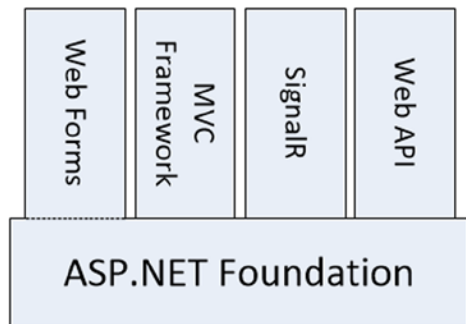 Web Forms
MVC
Framework
SignalR
Web API
ASP.NET Foundation